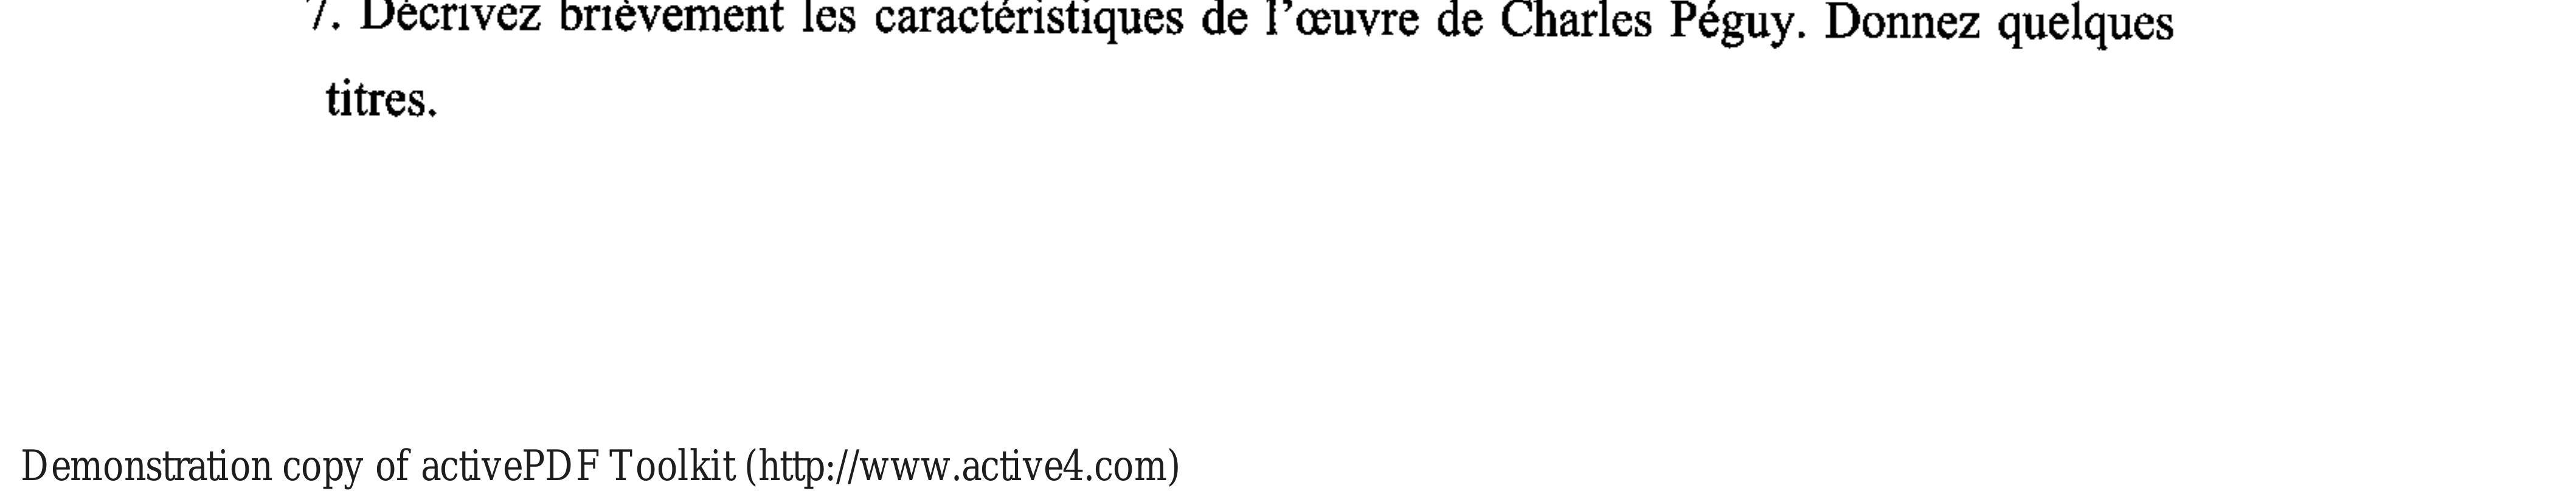 7. Décrivez brièvement les caractéristiques de l'œuvre de Charles Péguy. Donnez quelques
titres.
Demonstration copy of activePDF Toolkit (http://www.active4.com)